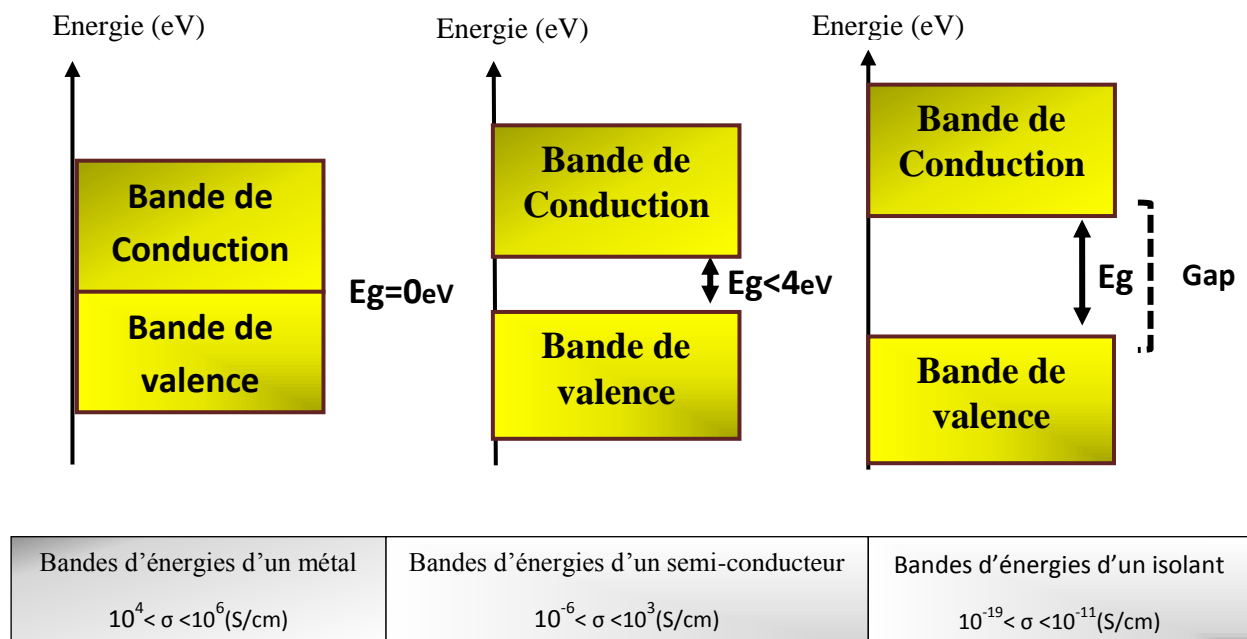 Energie (eV)
Bande de
Conduction
Bande de
valence
Eg=0eV
Energie (eV)
Bande de
Conduction
Eg<4eV
Bande de
valence
Energie (eV)
Bande de
Conduction
Eg
Gap
Bande de
valence
Bandes d’énergies d’un métal
10⁴< σ <10⁶(S/cm)
Bandes d’énergies d’un semi-conducteur
10⁻⁶< σ <10³(S/cm)
Bandes d’énergies d’un isolant
10⁻¹⁹< σ <10⁻¹¹(S/cm)